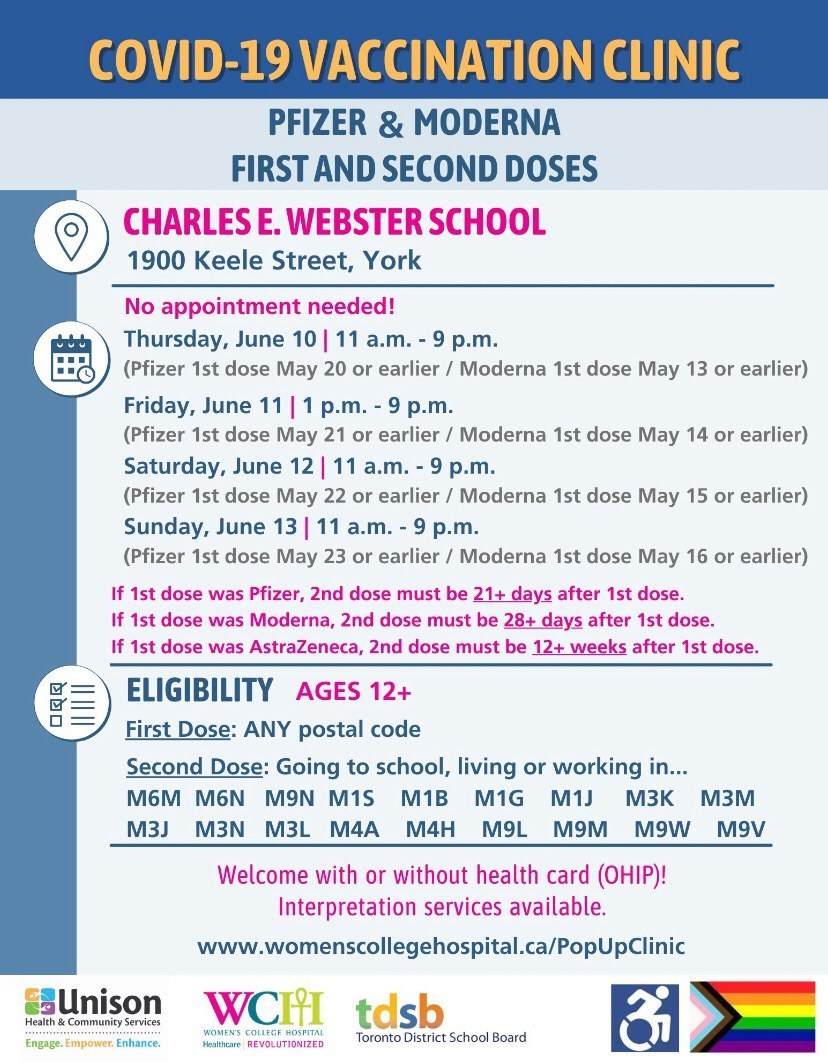 COVID-19 VACCINATION CLINIC
PFIZER & MODERNA
FIRST AND SECOND DOSES
CHARLES E. WEBSTER SCHOOL
1900 Keele Street, York
No appointment needed!
Thursday, June 10 | 11 a.m. - 9 p.m.
(Pfizer 1st dose May 20 or earlier / Moderna 1st dose May 13 or earlier)
Friday, June 11 | 1 p.m. - 9 p.m.
(Pfizer 1st dose May 21 or earlier / Moderna 1st dose May 14 or earlier)
Saturday, June 12 | 11 a.m. - 9 p.m.
(Pfizer 1st dose May 22 or earlier / Moderna 1st dose May 15 or earlier)
Sunday, June 13 | 11 a.m. - 9 p.m.
(Pfizer 1st dose May 23 or earlier / Moderna 1st dose May 16 or earlier)
If 1st dose was Pfizer, 2nd dose must be 21+ days after 1st dose.
If 1st dose was Moderna, 2nd dose must be 28+ days after 1st dose.
If 1st dose was AstraZeneca, 2nd dose must be 12+ weeks after 1st dose.
ELIGIBILITY AGES 12+
First Dose: ANY postal code
Second Dose: Going to school, living or working in...
M6M M6N M9N M1S M1B M1G M1J M3K M3M
M3J M3N M3L M4A M4H M9L M9M M9W M9V
Welcome with or without health card (OHIP)!
Interpretation services available.
www.womenscollegehospital.ca/PopUpClinic
Unison
Health & Community Services
Engage. Empower. Enhance.
WCH
WOMEN'S COLLEGE HOSPITAL
Healthcare | REVOLUTIONIZED
tdsb
Toronto District School Board